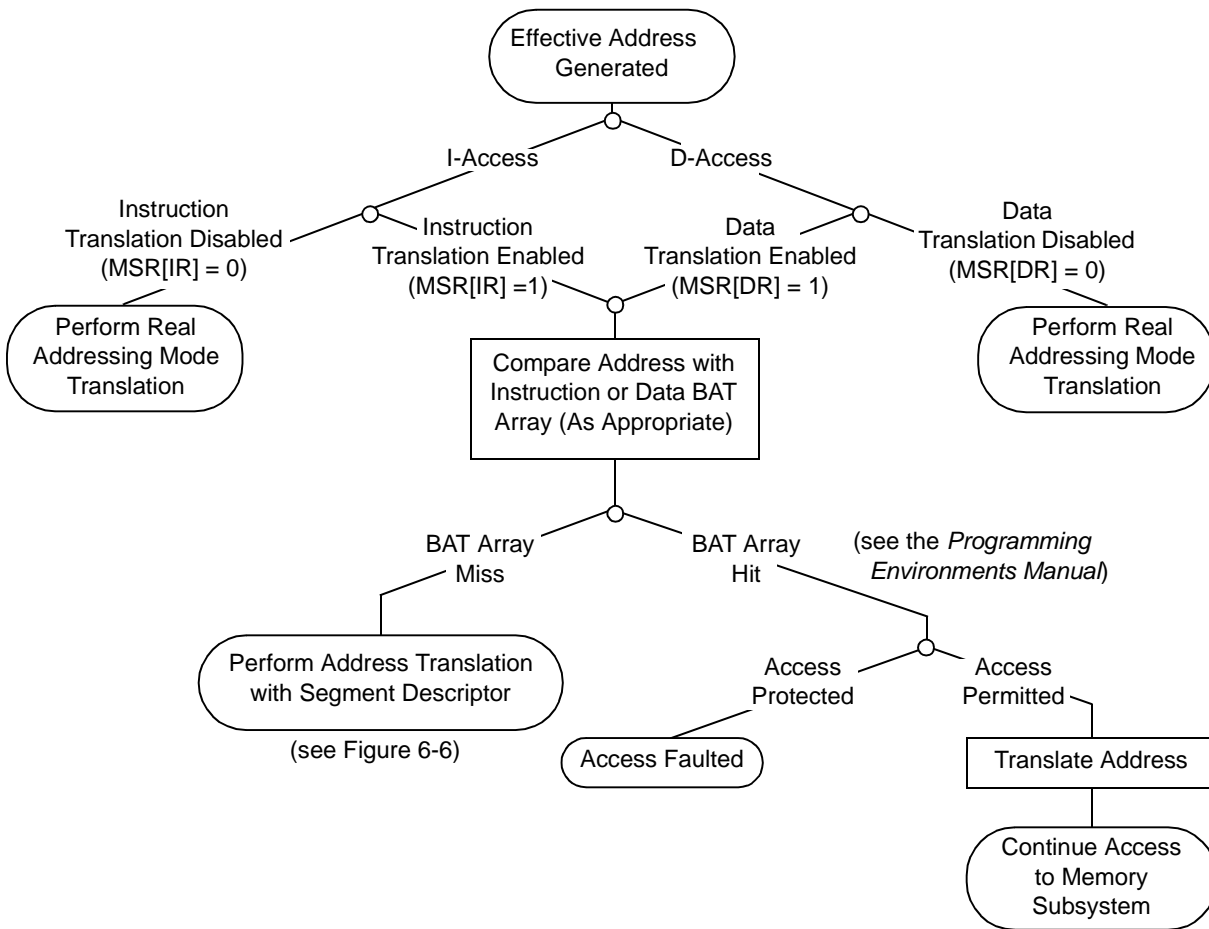 Effective Address
Generated
I-Access
D-Access
Instruction
Translation Disabled
(MSR[IR] = 0)
Instruction
Translation Enabled
(MSR[IR] =1)
Data
Translation Enabled
(MSR[DR] = 1)
Data
Translation Disabled
(MSR[DR] = 0)
Perform Real
Addressing Mode
Translation
Compare Address with
Instruction or Data BAT
Array (As Appropriate)
Perform Real
Addressing Mode
Translation
BAT Array
Miss
BAT Array
Hit
(see the Programming
Environments Manual)
Perform Address Translation
with Segment Descriptor
(see Figure 6-6)
Access
Protected
Access
Permitted
Access Faulted
Translate Address
Continue Access
to Memory
Subsystem